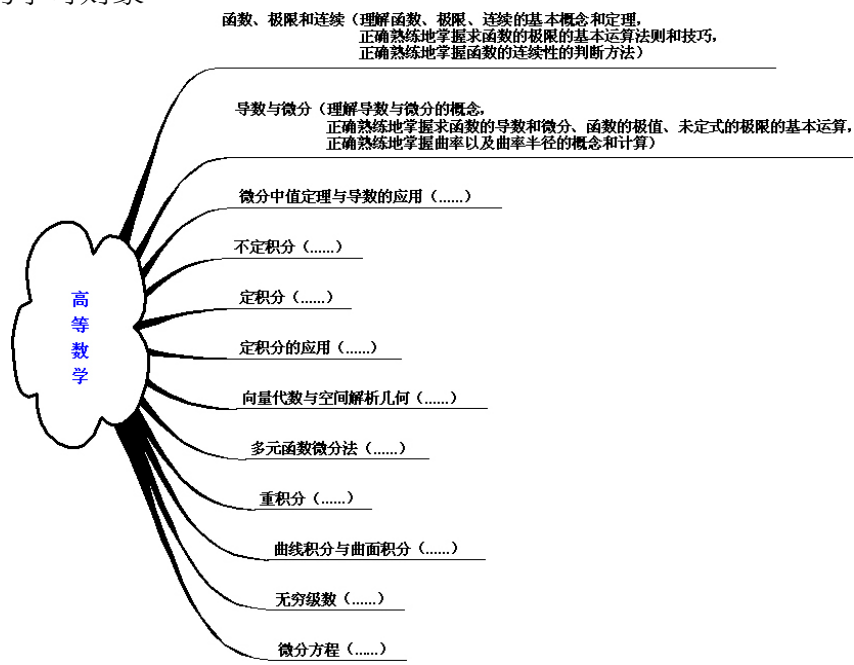 函数、极限和连续（理解函数、极限、连续的基本概念和定理，
正确熟练地掌握求函数的极限的基本运算法则和技巧，
正确熟练地掌握函数的连续性的判断方法）
导数与微分（理解导数与微分的概念，
正确熟练地掌握求函数的导数和微分、函数的极值、未定式的极限的基本运算，
正确熟练地掌握曲率以及曲率半径的概念和计算）
微分中值定理与导数的应用（......）
不定积分（......）
定积分（......）
高
等
数
学
定积分的应用（......）
向量代数与空间解析几何（......）
多元函数微分法（......）
重积分（......）
曲线积分与曲面积分（......）
无穷级数（......）
微分方程（......）